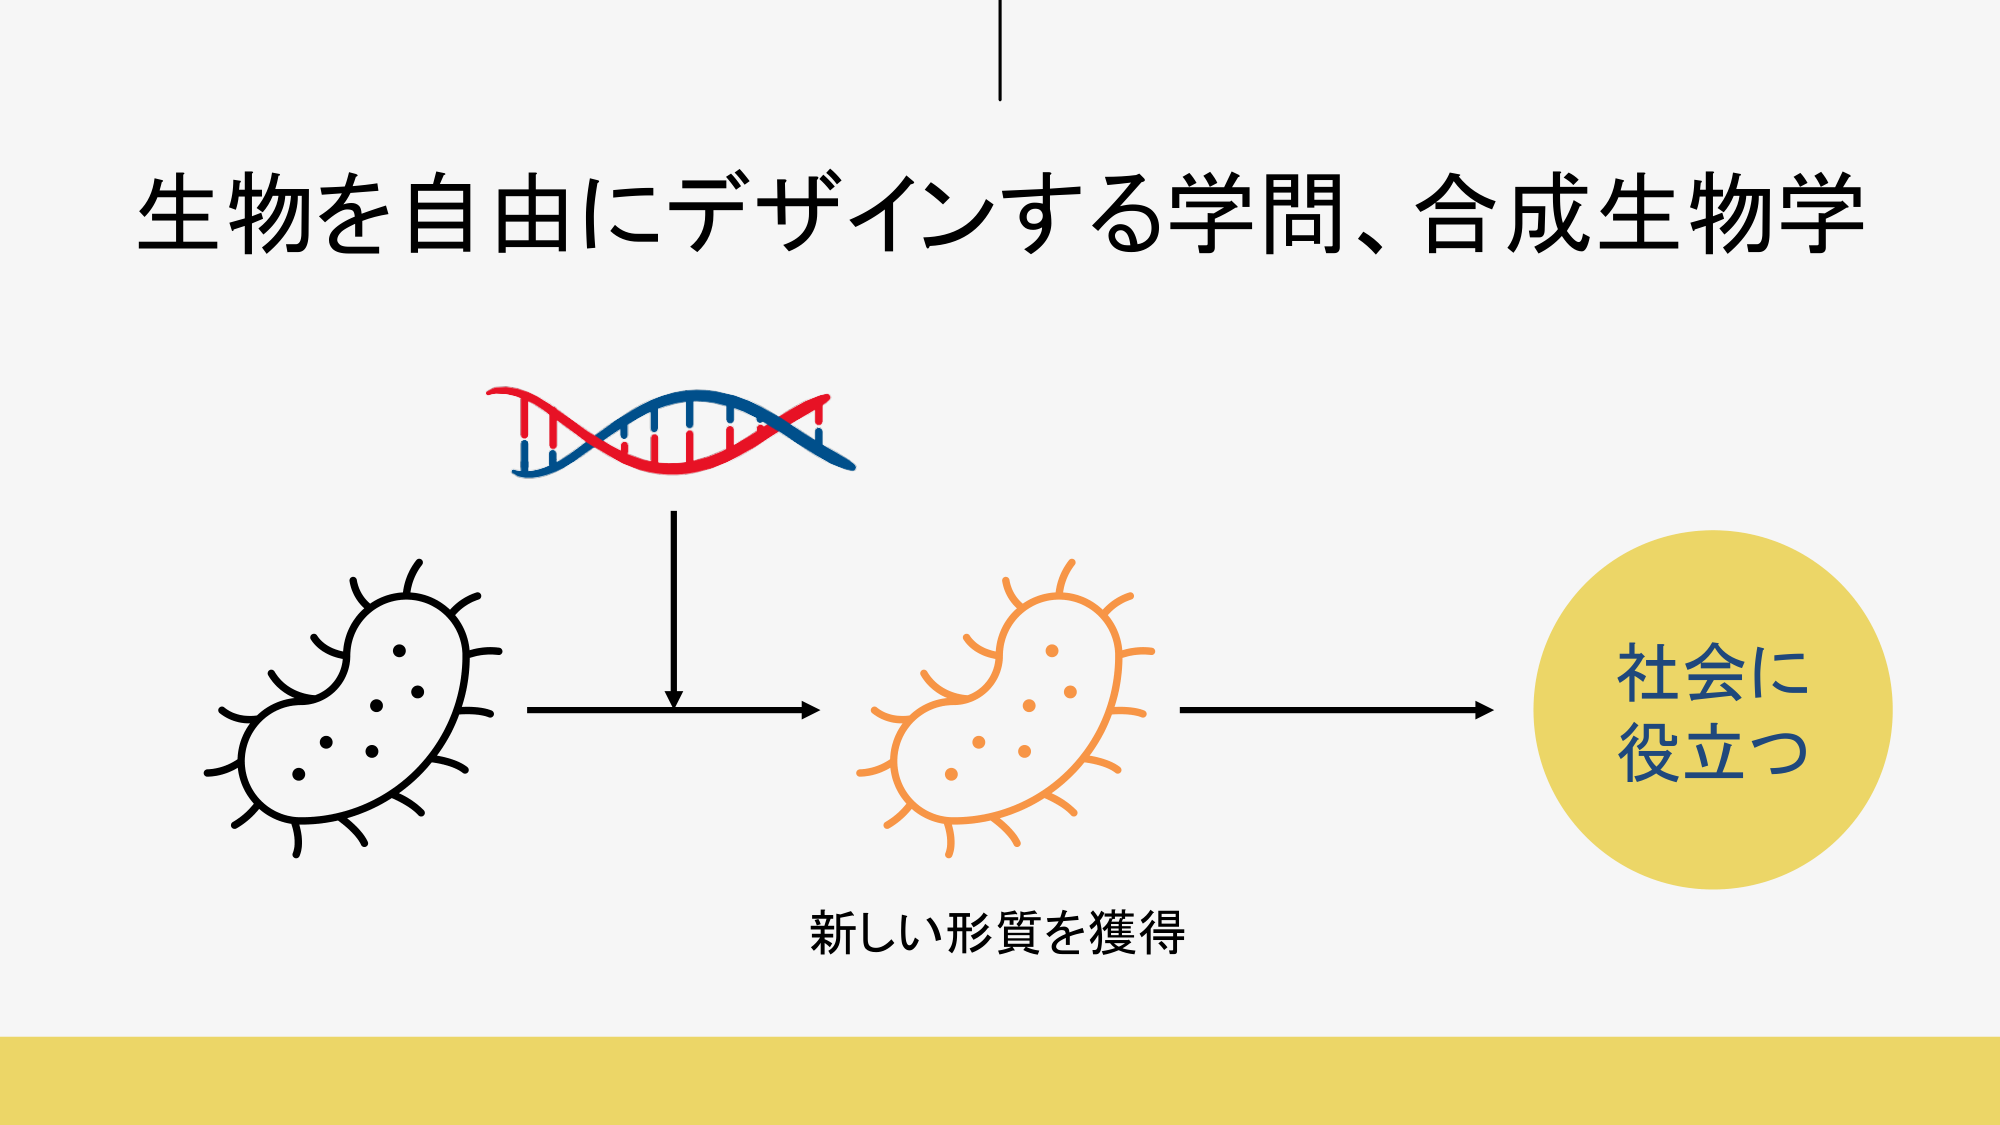 生物を自由にデザインする学問、合成生物学
社会に
役立つ
新しい形質を獲得